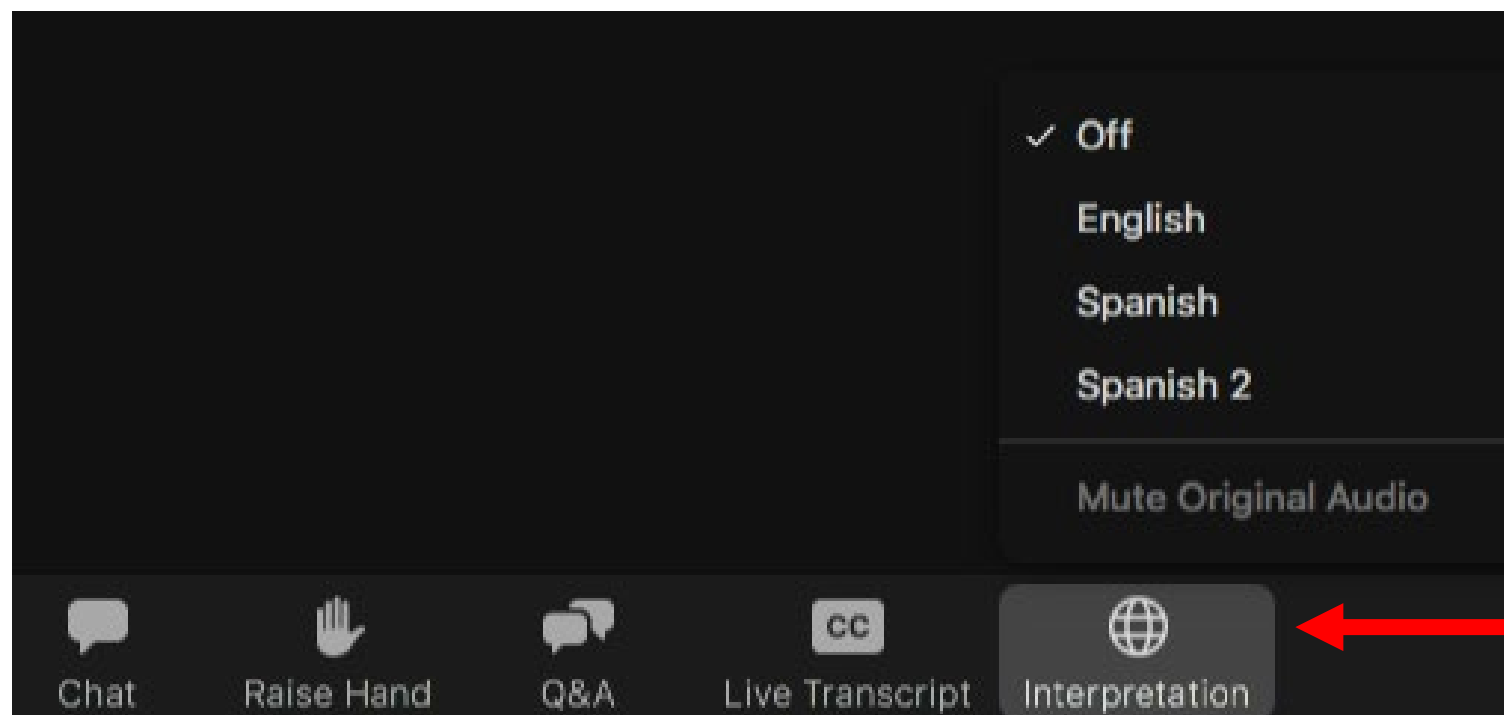 Off
English
Spanish
Spanish 2
Mute Original Audio
CC
Chat
Raise Hand
Q&A
Live Transcript
Interpretation